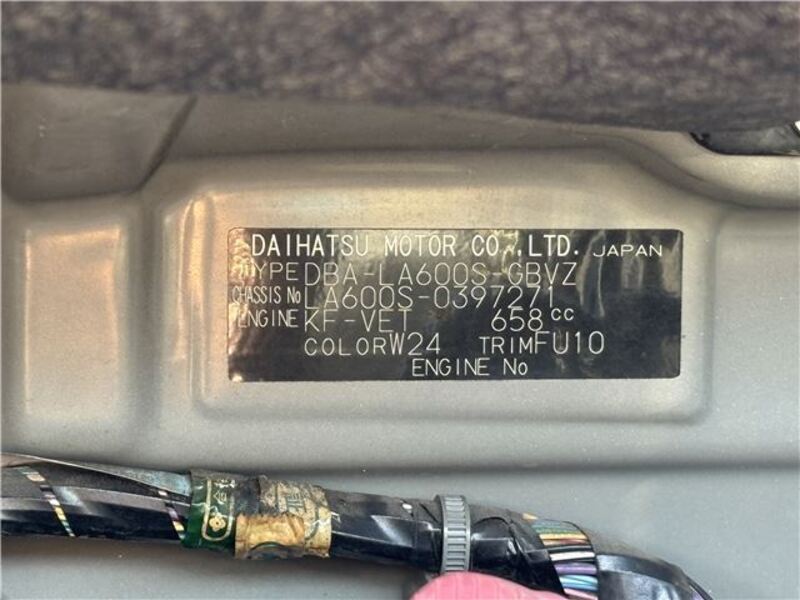 DAIHATSU MOTOR CO.,LTD. JAPAN
TYPE DBA-LA600S-GBVZ
CHASSIS No LA600S-0397271
ENGINE KF-VET 658CC
COLOR W24 TRIM FU10
ENGINE No